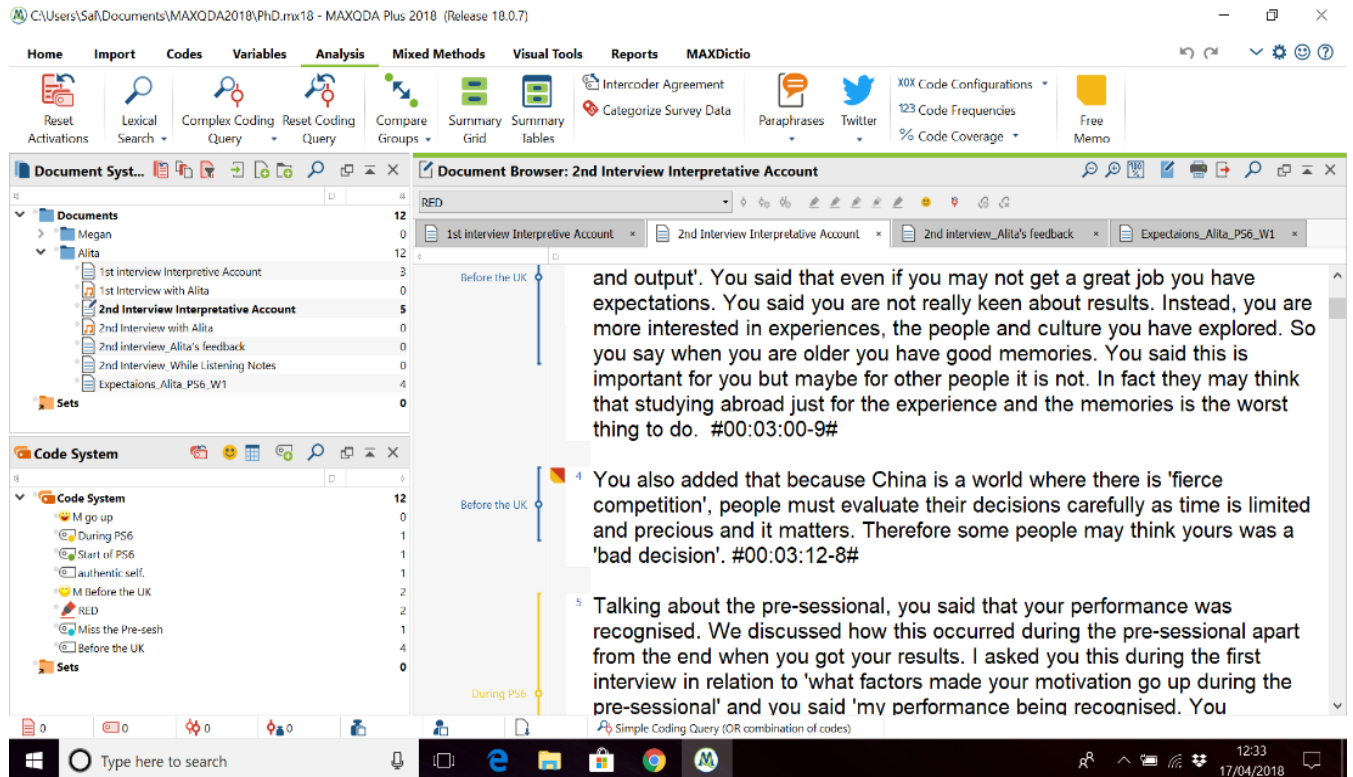 C:\Users\Sal\Documents\MAXQDA2018\PhD.mx18 - MAXQDA Plus 2018 (Release 18.0.7)
Home Import Codes Variables Analysis Mixed Methods Visual Tools Reports MAXDictio
Reset Activations
Lexical Search
Complex Coding Query
Reset Coding Query
Compare Groups
Summary Grid
Summary Tables
Intercoder Agreement
Categorize Survey Data
Paraphrases
Twitter
XOX Code Configurations
123 Code Frequencies
% Code Coverage
Free Memo
Document Syst...
Documents 12
Megan 0
Alita 12
1st interview Interpretive Account 3
1st Interview with Alita 0
2nd Interview Interpretative Account 5
2nd Interview with Alita 0
2nd interview_Alita's feedback 0
2nd Interview_While Listening Notes 0
Expectaions_Alita_PS6_W1 4
Sets 0
Code System
Code System 12
M go up 0
During PS6 1
Start of PS6 1
authentic self. 1
M Before the UK 2
RED 2
Miss the Pre-sesh 1
Before the UK 4
Sets 0
Document Browser: 2nd Interview Interpretative Account
RED
1st interview Interpretive Account × 2nd Interview Interpretative Account × 2nd interview_Alita's feedback × Expectaions_Alita_PS6_W1 ×
Before the UK
and output'. You said that even if you may not get a great job you have
expectations. You said you are not really keen about results. Instead, you are
more interested in experiences, the people and culture you have explored. So
you say when you are older you have good memories. You said this is
important for you but maybe for other people it is not. In fact they may think
that studying abroad just for the experience and the memories is the worst
thing to do. #00:03:00-9#
Before the UK
4 You also added that because China is a world where there is 'fierce
competition', people must evaluate their decisions carefully as time is limited
and precious and it matters. Therefore some people may think yours was a
'bad decision'. #00:03:12-8#
During PS6
5 Talking about the pre-sessional, you said that your performance was
recognised. We discussed how this occurred during the pre-sessional apart
from the end when you got your results. I asked you this during the first
interview in relation to 'what factors made your motivation go up during the
pre-sessional' and you said 'my performance being recognised. You
0 0 0 0 Simple Coding Query (OR combination of codes)
Type here to search
12:33
17/04/2018